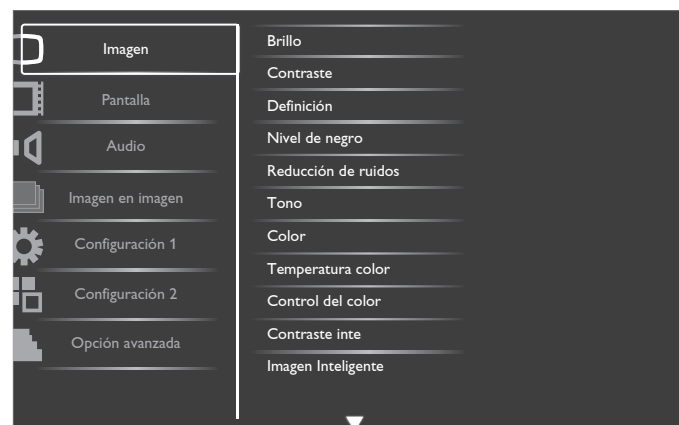 Imagen
Pantalla
Audio
Imagen en imagen
Configuración 1
Configuración 2
Opción avanzada
Brillo
Contraste
Definición
Nivel de negro
Reducción de ruidos
Tono
Color
Temperatura color
Control del color
Contraste inte
Imagen Inteligente